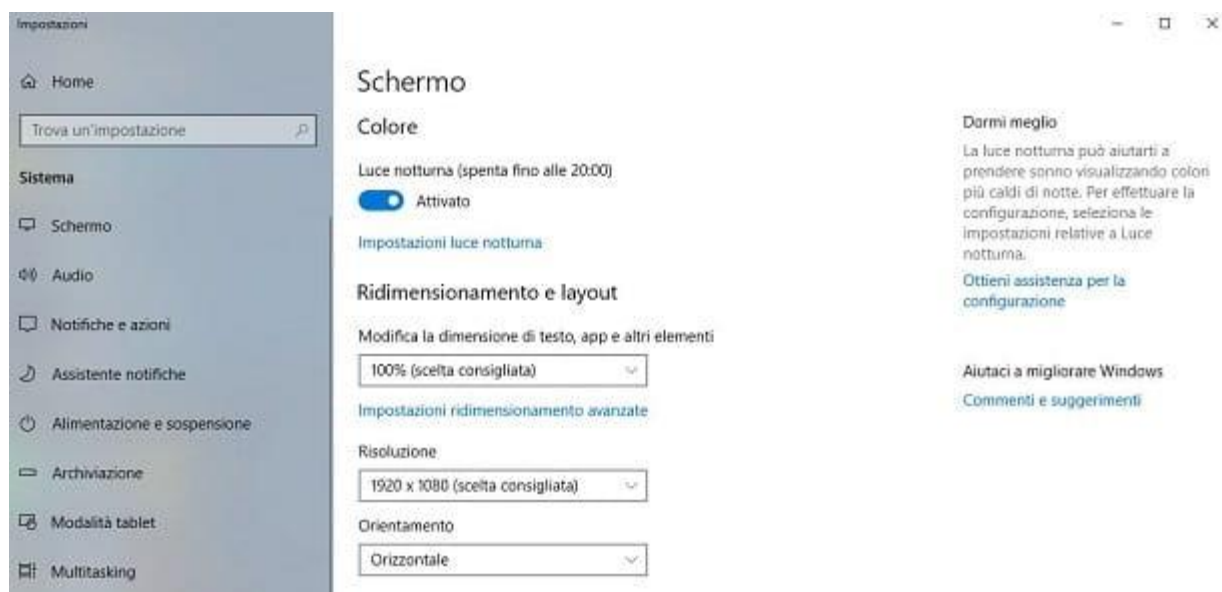 Impostazioni
Home
Trova un'impostazione
Sistema
Schermo
Audio
Notifiche e azioni
Assistente notifiche
Alimentazione e sospensione
Archiviazione
Modalità tablet
Multitasking
Schermo
Colore
Luce notturna (spenta fino alle 20:00)
Attivato
Impostazioni luce notturna
Ridimensionamento e layout
Modifica la dimensione di testo, app e altri elementi
100% (scelta consigliata)
Impostazioni ridimensionamento avanzate
Risoluzione
1920 x 1080 (scelta consigliata)
Orientamento
Orizzontale
Dormi meglio
La luce notturna può aiutarti a
prendere sonno visualizzando colori
più caldi di notte. Per effettuare la
configurazione, seleziona le
impostazioni relative a Luce
notturna.
Ottieni assistenza per la
configurazione
Aiutaci a migliorare Windows
Commenti e suggerimenti